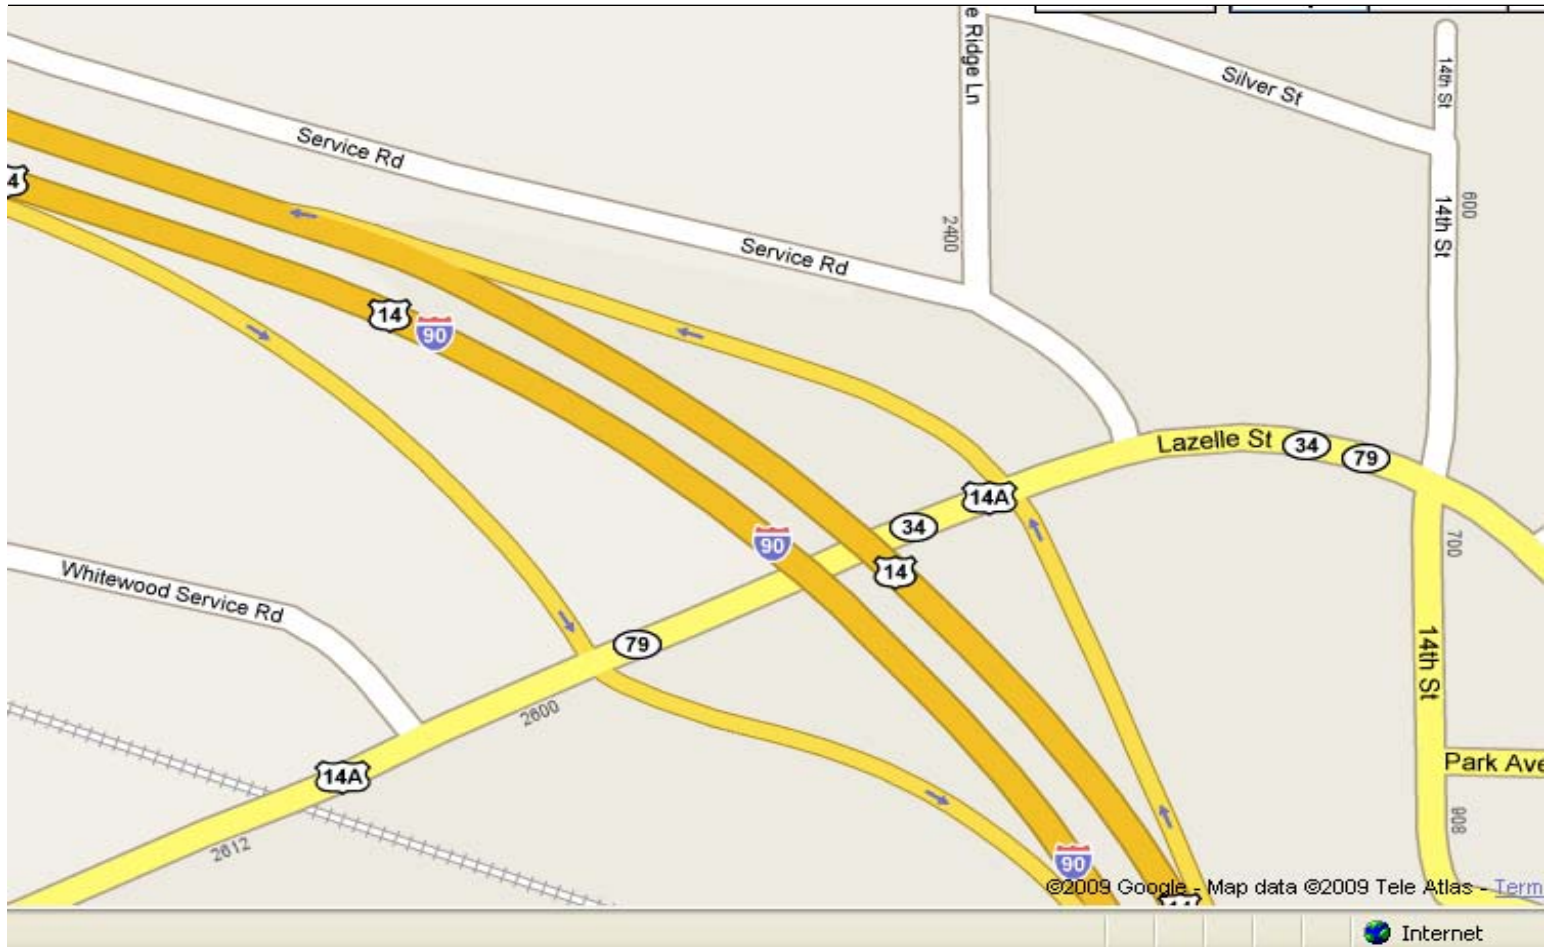 e Ridge Ln
Silver St
14th St
Service Rd
4
14th St
600
2400
Service Rd
14
90
Lazelle St
34
79
14A
34
90
14
700
Whitewood Service Rd
79
14th St
2600
14A
Park Ave
808
2612
90
14
©2009 Google - Map data ©2009 Tele Atlas - Term
Internet